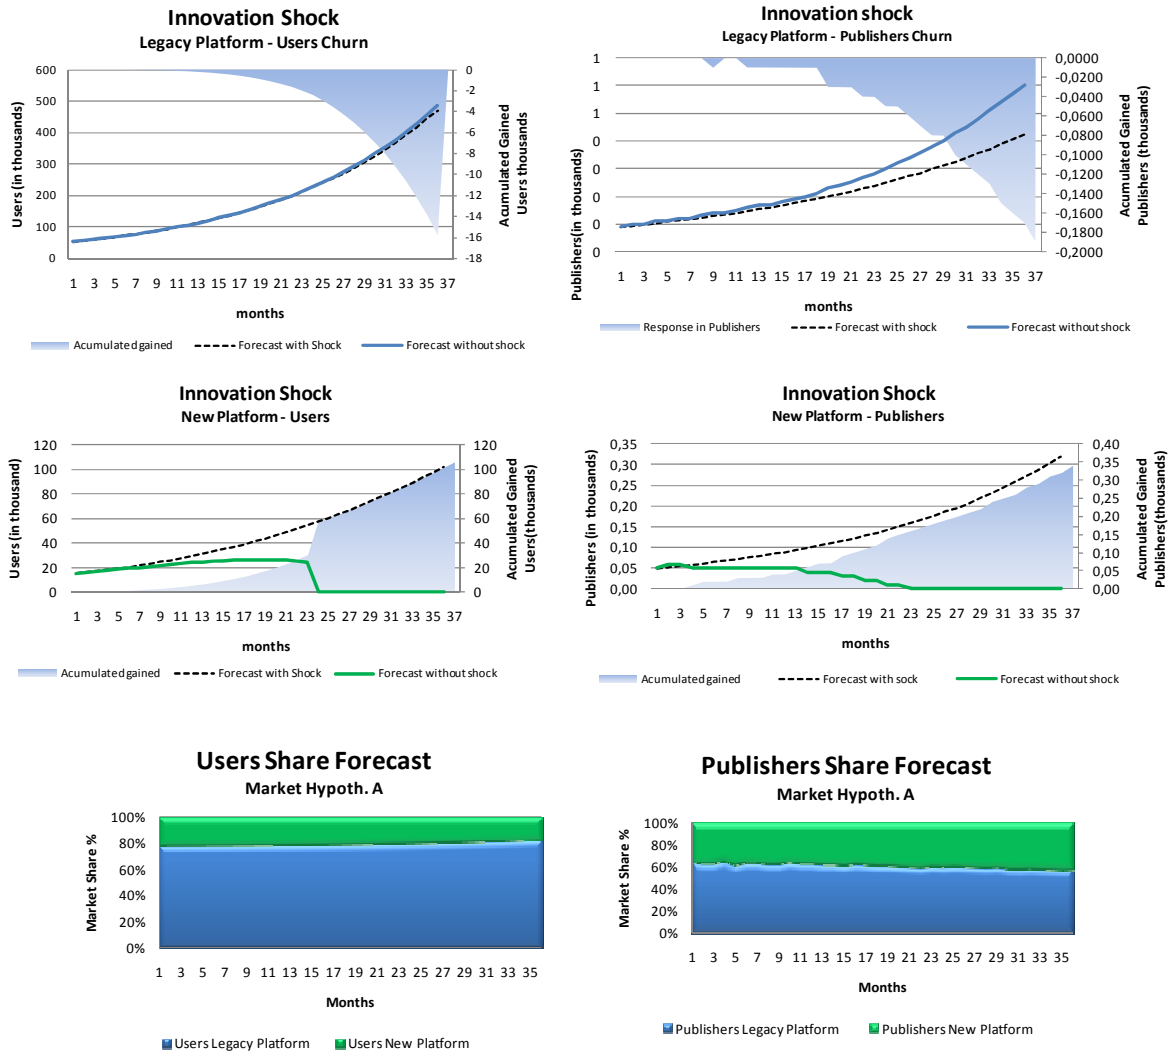 Innovation Shock
Legacy Platform - Users Churn
600
500
400
300
200
100
0
Users (in thousands)
0
-2
-4
-6
-8
-10
-12
-14
-16
-18
Acumulated Gained
Users thousands
1 3 5 7 9 11 13 15 17 19 21 23 25 27 29 31 33 35 37
months
Acumulated gained Forecast with Shock Forecast without shock
Innovation shock
Legacy Platform - Publishers Churn
1
1
1
0
0
0
0
0
Publishers(in thousands)
0,0000
-0,0200
-0,0400
-0,0600
-0,0800
-0,1000
-0,1200
-0,1400
-0,1600
-0,1800
-0,2000
Acumulated Gained
Publishers (thousands)
1 3 5 7 9 11 13 15 17 19 21 23 25 27 29 31 33 35 37
months
Response in Publishers Forecast with shock Forecast without shock
Innovation Shock
New Platform - Users
120
100
80
60
40
20
0
Users (in thousand)
120
100
80
60
40
20
0
Acumulated Gained
Users(thousands)
1 3 5 7 9 11 13 15 17 19 21 23 25 27 29 31 33 35 37
months
Acumulated gained Forecast with Shock Forecast without shock
Innovation Shock
New Platform - Publishers
0,35
0,30
0,25
0,20
0,15
0,10
0,05
0,00
Publishers (in thousands)
0,40
0,35
0,30
0,25
0,20
0,15
0,10
0,05
0,00
Acumulated Gained
Publishers (thousands)
1 3 5 7 9 11 13 15 17 19 21 23 25 27 29 31 33 35 37
months
Acumulated gained Forecast with sock Forecast without shock
Users Share Forecast
Market Hypoth. A
100%
80%
60%
40%
20%
0%
Market Share %
1 3 5 7 9 11 13 15 17 19 21 23 25 27 29 31 33 35
Months
Users Legacy Platform Users New Platform
Publishers Share Forecast
Market Hypoth. A
100%
80%
60%
40%
20%
0%
Market Share %
1 3 5 7 9 11 13 15 17 19 21 23 25 27 29 31 33 35
Months
Publishers Legacy Platform Publishers New Platform